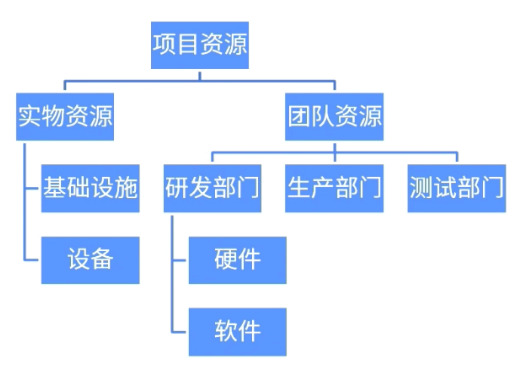 项目资源
实物资源
团队资源
基础设施
研发部门
生产部门
测试部门
设备
硬件
软件